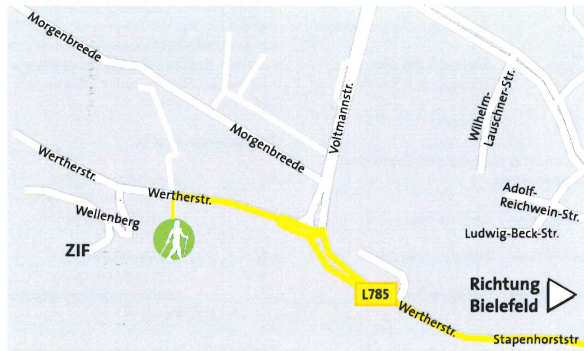 Morgenbreede
Morgenbreede
Voltmannstr.
Wilhelm-
Lauschner-Str.
Wertherstr.
Wertherstr.
Wellenberg
ZIF
Adolf-
Reichwein-Str.
Ludwig-Beck-Str.
L785
Richtung
Bielefeld
Wertherstr.
Stapenhorststr